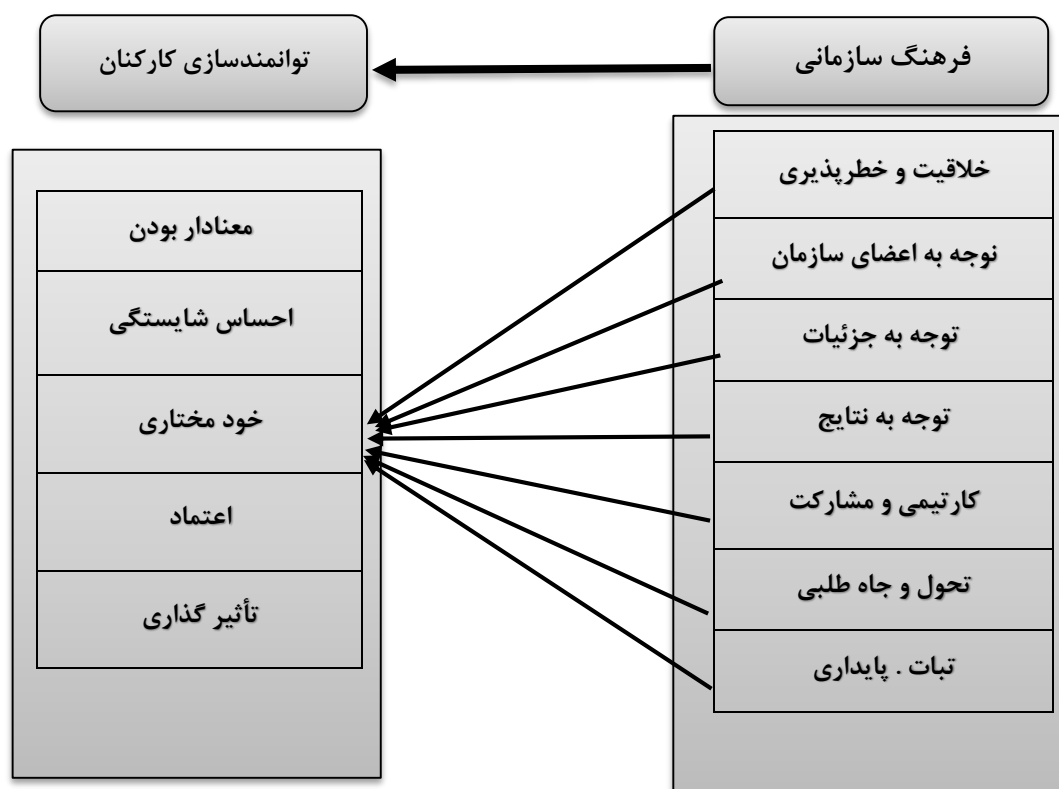 فرهنگ سازمانی
توانمندسازی کارکنان
خلاقیت و خطرپذیری
نوجه به اعضای سازمان
توجه به جزئیات
توجه به نتایج
کارتیمی و مشارکت
تحول و جاه طلبی
تبات . پایداری
معنادار بودن
احساس شایستگی
خود مختاری
اعتماد
تأثیر گذاری